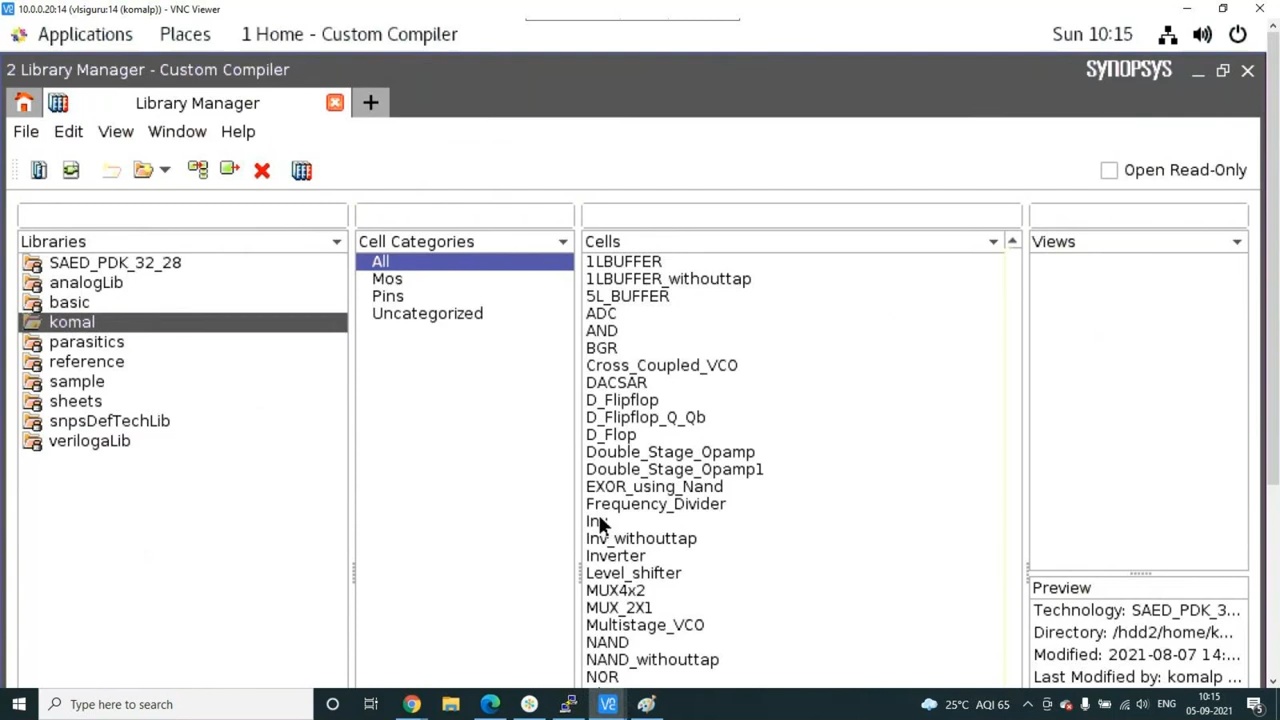 10.0.0.20:14 (vlsiguru:14 (komalp)) - VNC Viewer
Applications Places 1 Home - Custom Compiler Sun 10:15
2 Library Manager - Custom Compiler SYNOPSYS
Library Manager
File Edit View Window Help
Open Read-Only
Libraries
SAED_PDK_32_28
analogLib
basic
komal
parasitics
reference
sample
sheets
snpsDefTechLib
verilogaLib
Cell Categories
All
Mos
Pins
Uncategorized
Cells
1LBUFFER
1LBUFFER_withouttap
5L_BUFFER
ADC
AND
BGR
Cross_Coupled_VCO
DACSAR
D_Flipflop
D_Flipflop_Q_Qb
D_Flop
Double_Stage_Opamp
Double_Stage_Opamp1
EXOR_using_Nand
Frequency_Divider
Inv_withouttap
Inverter
Level_shifter
MUX4x2
MUX_2X1
Multistage_VCO
NAND
NAND_withouttap
NOR
Views
Preview
Technology: SAED_PDK_3...
Directory: /hdd2/home/k...
Modified: 2021-08-07 14:...
Last Modified by: komalp
Type here to search
25°C AQI 65
ENG
10:15
05-09-2021
5